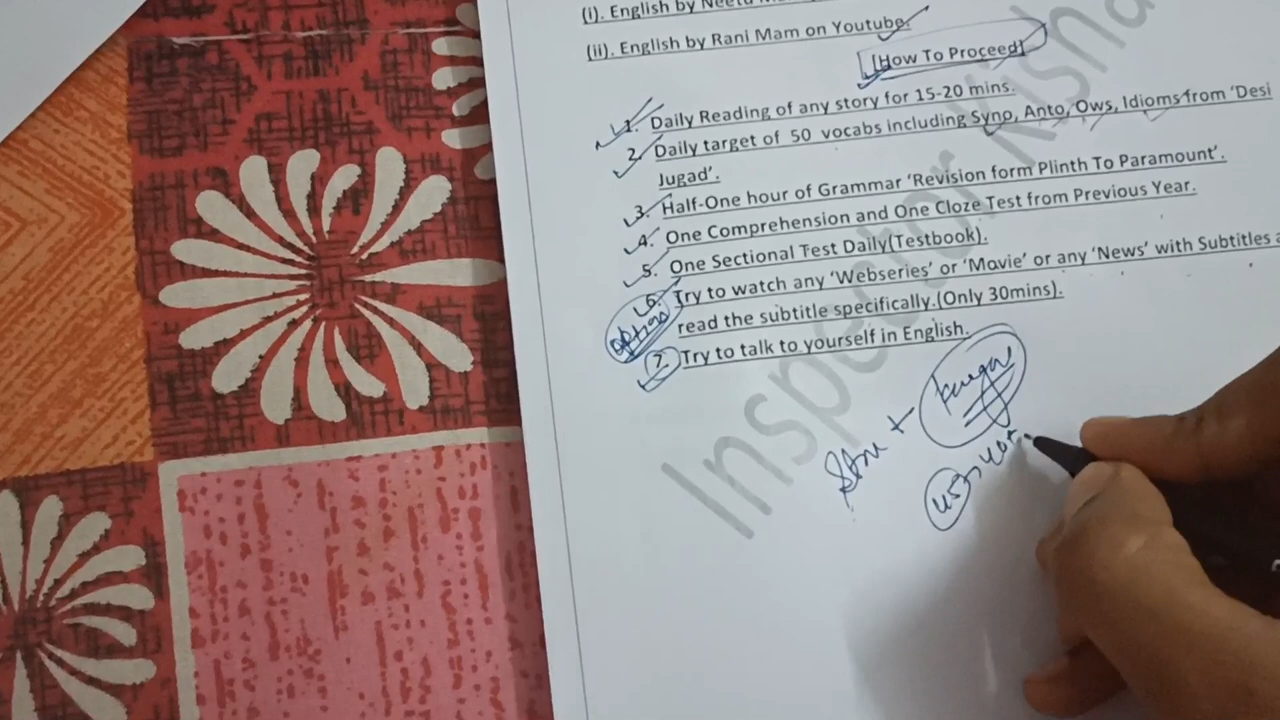 (i). English by Neetu
(ii). English by Rani Mam on Youtube.
[How To Proceed]
1. Daily Reading of any story for 15-20 mins.
2. Daily target of 50 vocabs including Syno, Anto, Ows, Idioms from 'Desi
Jugad'.
3. Half-One hour of Grammar 'Revision form Plinth To Paramount'.
4. One Comprehension and One Cloze Test from Previous Year.
5. One Sectional Test Daily(Testbook).
6. Try to watch any 'Webseries' or 'Movie' or any 'News' with Subtitles a
read the subtitle specifically.(Only 30mins).
option
7. Try to talk to yourself in English.
45
Inspector Kisha